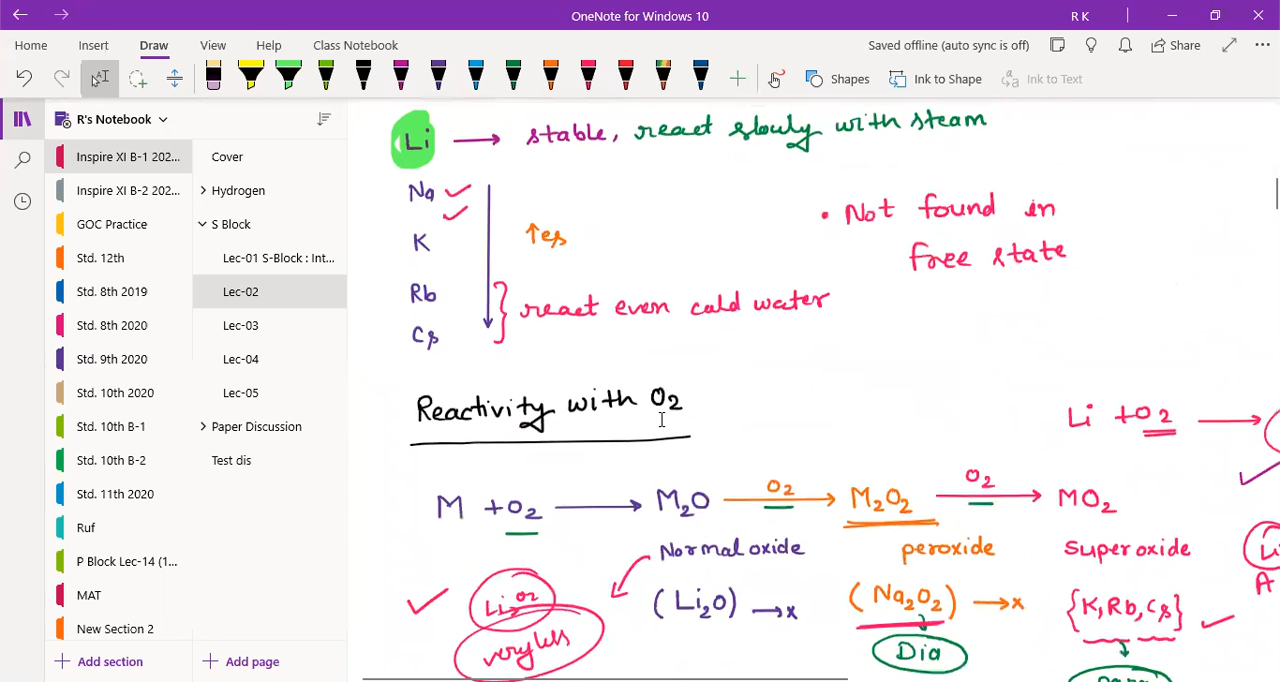 OneNote for Windows 10
R K
Home Insert Draw View Help Class Notebook
Saved offline (auto sync is off)
Share
Shapes
Ink to Shape
Ink to Text
R's Notebook
Inspire XI B-1 202...
Inspire XI B-2 202...
GOC Practice
Std. 12th
Std. 8th 2019
Std. 8th 2020
Std. 9th 2020
Std. 10th 2020
Std. 10th B-1
Std. 10th B-2
Std. 11th 2020
Ruf
P Block Lec-14 (1...
MAT
New Section 2
Add section
Cover
Hydrogen
S Block
Lec-01 S-Block : Int...
Lec-02
Lec-03
Lec-04
Lec-05
Paper Discussion
Test dis
Add page
Li → stable, react slowly with steam
Na ✓
✓
K
Rb
Cs
↑es
} react even cald water
• Not found in
free state
Reactivity with O2
Li + O2 →
M + O2 → M2O —O2→ M2O2 —O2→ MO2
Normal oxide peroxide Superoxide
(Li2O) → x (Na2O2) → x {K, Rb, Cs} ✓
✓
very less
Dia